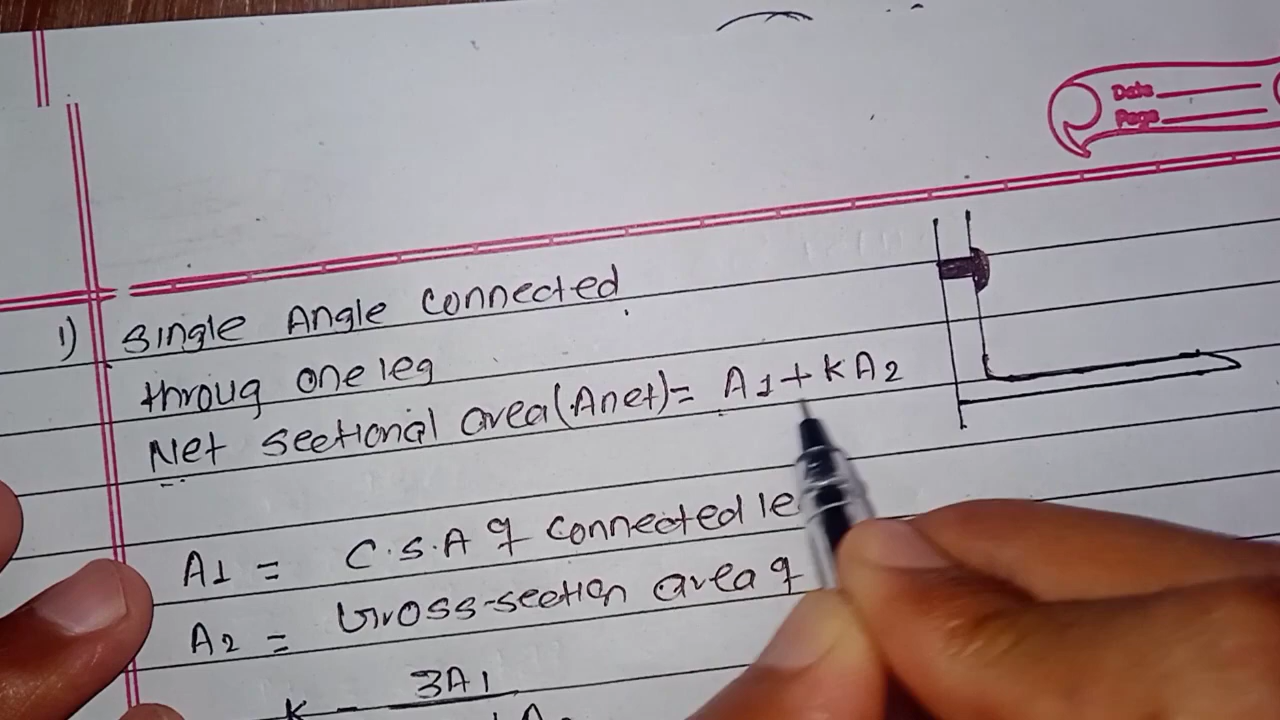 Date
Page
1) Single Angle Connected
throug one leg
Net sectional area (Anet) = A1 + KA2
A1 = C.S.A of connected le
A2 = Gross-section area of
K = 3A1